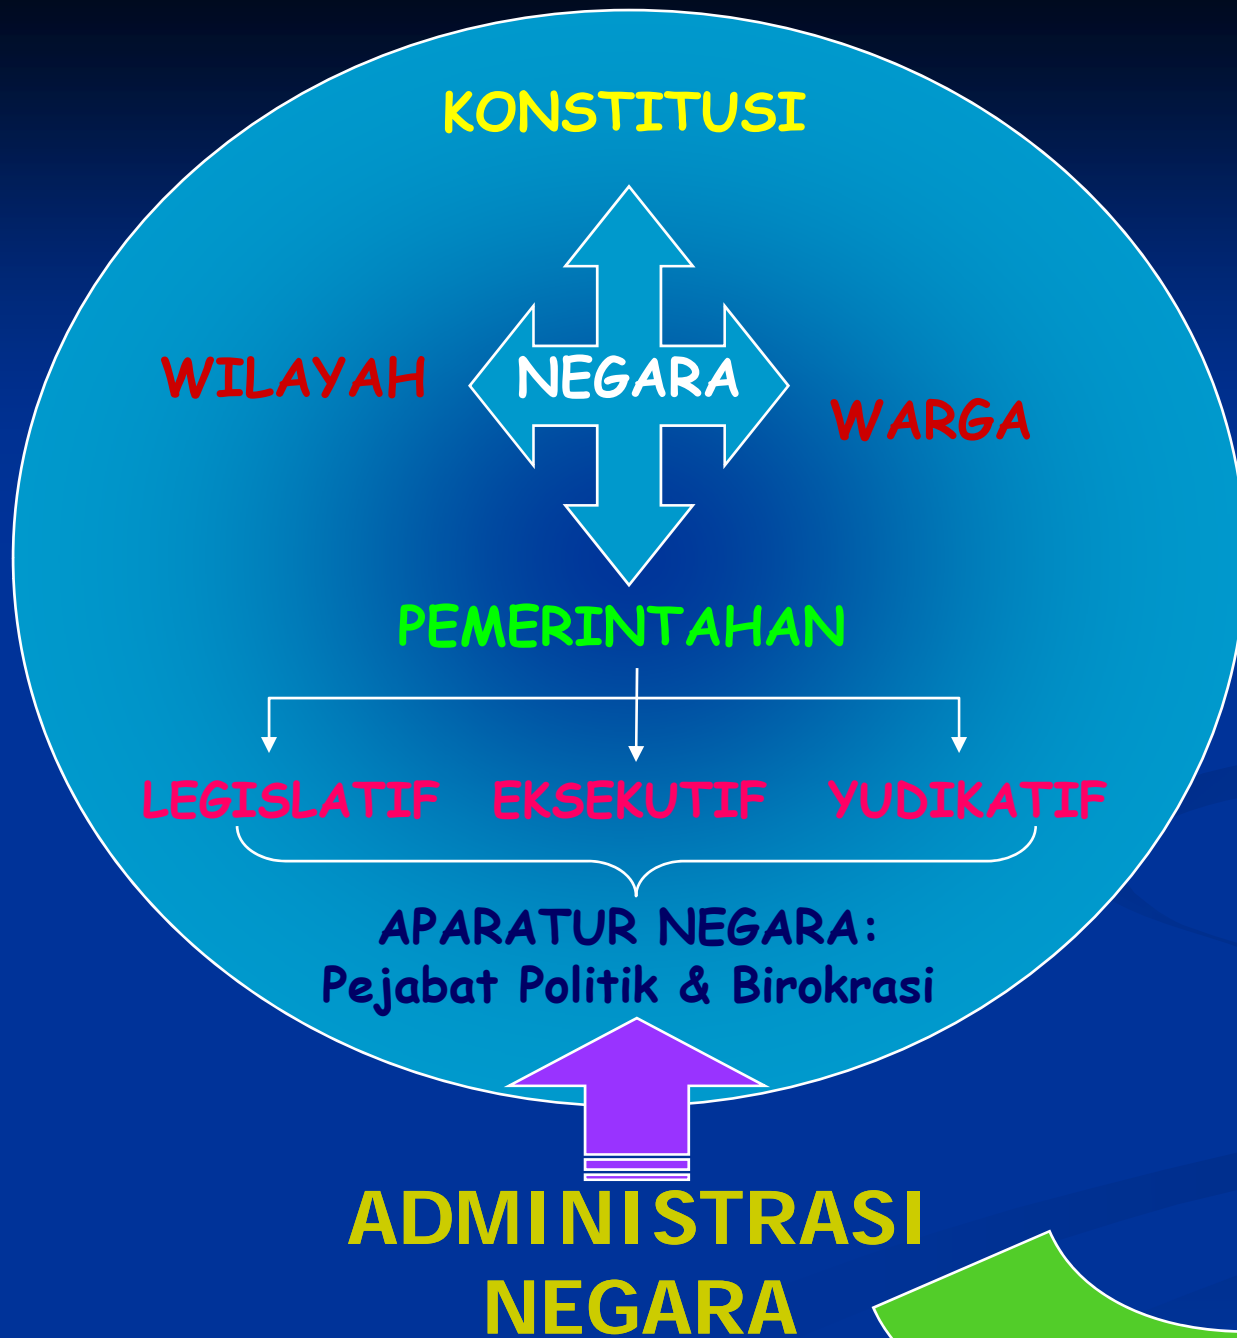 KONSTITUSI
WILAYAH
NEGARA
WARGA
PEMERINTAHAN
LEGISLATIF EKSEKUTIF YUDIKATIF
APARATUR NEGARA:
Pejabat Politik & Birokrasi
ADMINISTRASI
NEGARA